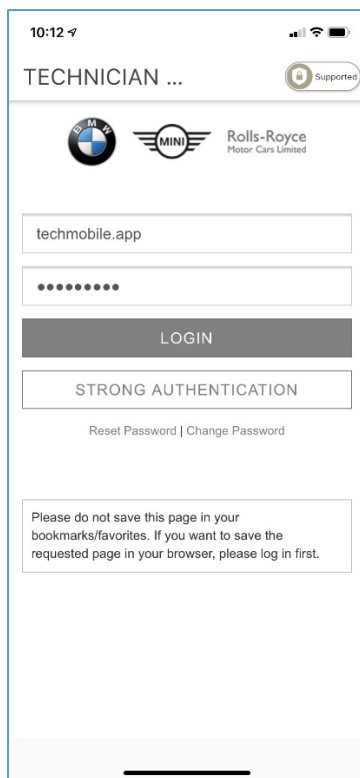 10:12
TECHNICIAN ...
Supported
BMW
MINI
Rolls-Royce
Motor Cars Limited
techmobile.app
●●●●●●●●●
LOGIN
STRONG AUTHENTICATION
Reset Password | Change Password
Please do not save this page in your
bookmarks/favorites. If you want to save the
requested page in your browser, please log in first.